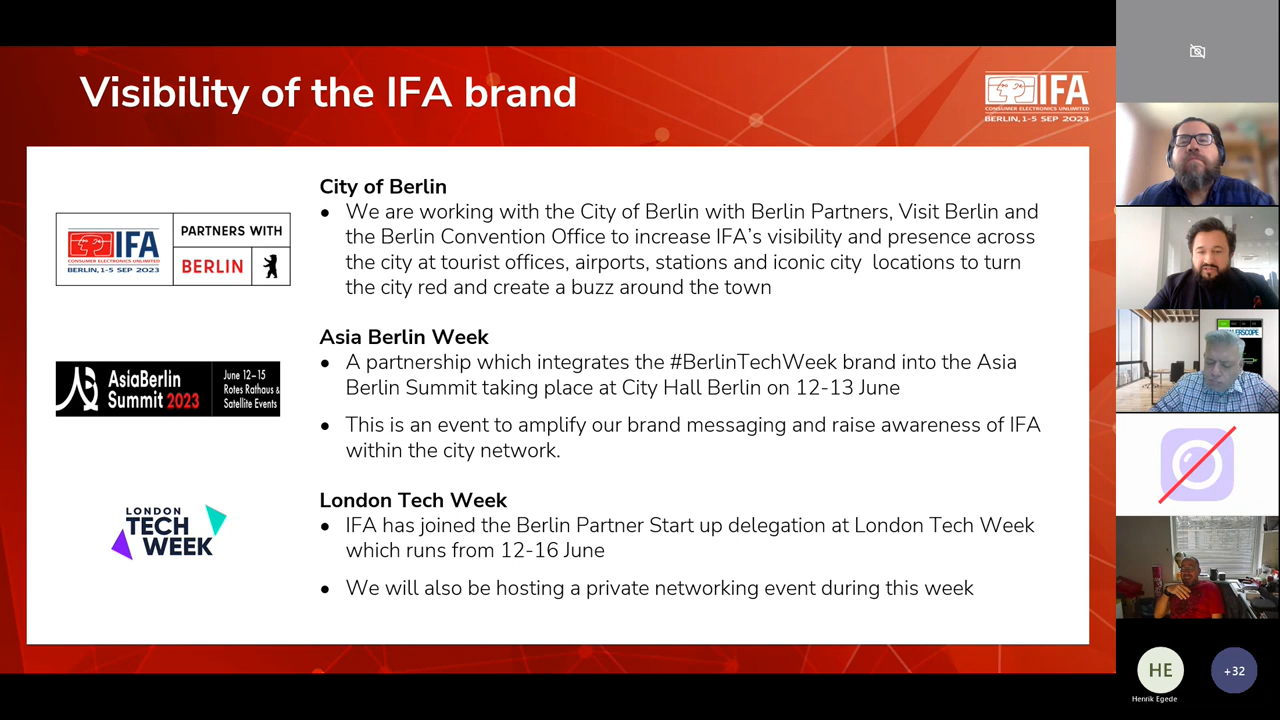 Visibility of the IFA brand
IFA
CONSUMER ELECTRONICS UNLIMITED
BERLIN, 1-5 SEP 2023
City of Berlin
• We are working with the City of Berlin with Berlin Partners, Visit Berlin and
the Berlin Convention Office to increase IFA’s visibility and presence across
the city at tourist offices, airports, stations and iconic city locations to turn
the city red and create a buzz around the town
IFA
CONSUMER ELECTRONICS UNLIMITED
BERLIN, 1-5 SEP 2023
PARTNERS WITH
BERLIN
Asia Berlin Week
• A partnership which integrates the #BerlinTechWeek brand into the Asia
Berlin Summit taking place at City Hall Berlin on 12-13 June
• This is an event to amplify our brand messaging and raise awareness of IFA
within the city network.
AsiaBerlin
Summit 2023
June 12–15
Rotes Rathaus &
Satellite Events
London Tech Week
• IFA has joined the Berlin Partner Start up delegation at London Tech Week
which runs from 12-16 June
• We will also be hosting a private networking event during this week
LONDON
TECH
WEEK
HE
Henrik Egede
+32